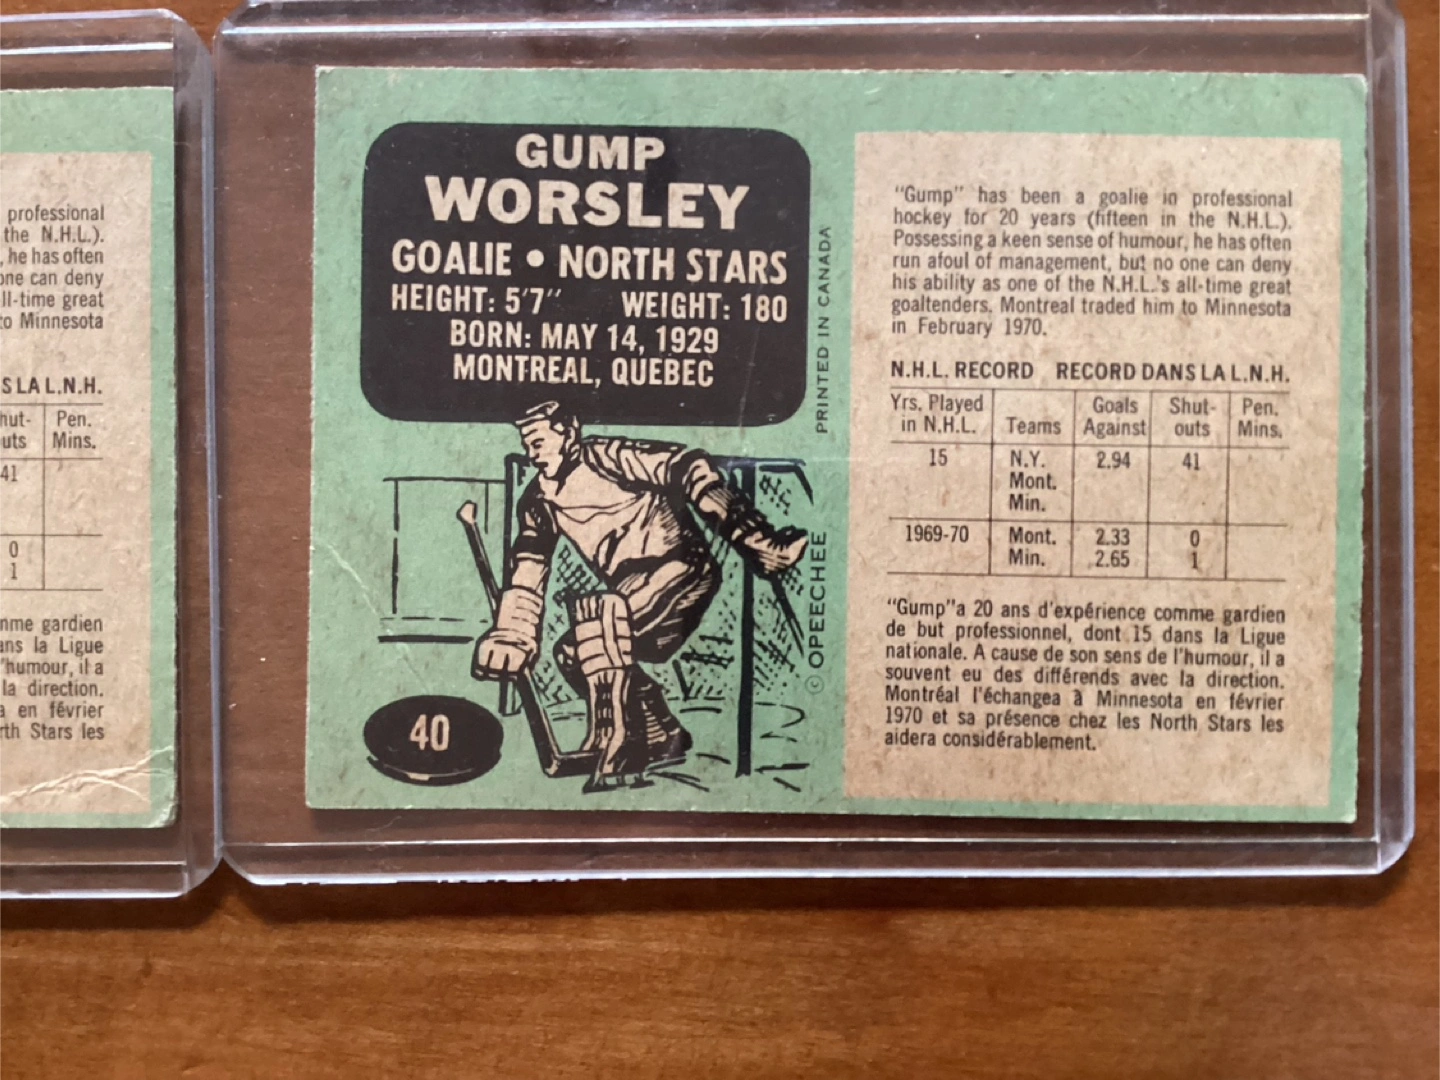 professional
the N.H.L.).
, he has often
one can deny
ll-time great
to Minnesota
S LA L.N.H.
hut-
uts
Pen.
Mins.
41
0
1
mme gardien
ans la Ligue
'humour, il a
la direction.
a en février
rth Stars les
GUMP
WORSLEY
GOALIE • NORTH STARS
HEIGHT: 5'7" WEIGHT: 180
BORN: MAY 14, 1929
MONTREAL, QUEBEC
PRINTED IN CANADA
© OPEECHEE
40
"Gump" has been a goalie in professional
hockey for 20 years (fifteen in the N.H.L.).
Possessing a keen sense of humour, he has often
run afoul of management, but no one can deny
his ability as one of the N.H.L.'s all-time great
goaltenders. Montreal traded him to Minnesota
in February 1970.
N.H.L. RECORD RECORD DANS LA L.N.H.
Yrs. Played
in N.H.L.
Teams
Goals
Against
Shut-
outs
Pen.
Mins.
15 N.Y. 2.94 41
Mont.
Min.
1969-70 Mont. 2.33 0
Min. 2.65 1
"Gump"a 20 ans d'expérience comme gardien
de but professionnel, dont 15 dans la Ligue
nationale. A cause de son sens de l'humour, il a
souvent eu des différends avec la direction.
Montréal l'échangea à Minnesota en février
1970 et sa présence chez les North Stars les
aidera considérablement.